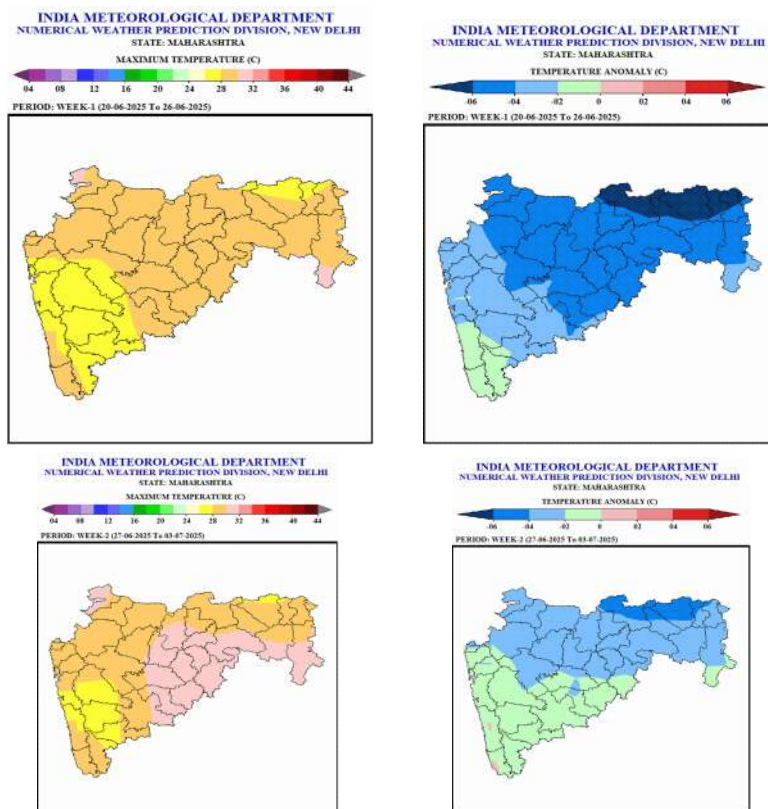 INDIA METEOROLOGICAL DEPARTMENT
NUMERICAL WEATHER PREDICTION DIVISION, NEW DELHI
STATE: MAHARASHTRA
MAXIMUM TEMPERATURE (C)
04 08 12 16 20 24 28 32 36 40 44
PERIOD: WEEK-1 (20-06-2025 To 26-06-2025)
INDIA METEOROLOGICAL DEPARTMENT
NUMERICAL WEATHER PREDICTION DIVISION, NEW DELHI
STATE: MAHARASHTRA
TEMPERATURE ANOMALY (C)
-06 -04 -02 0 02 04 06
PERIOD: WEEK-1 (20-06-2025 To 26-06-2025)
INDIA METEOROLOGICAL DEPARTMENT
NUMERICAL WEATHER PREDICTION DIVISION, NEW DELHI
STATE: MAHARASHTRA
MAXIMUM TEMPERATURE (C)
04 08 12 16 20 24 28 32 36 40 44
PERIOD: WEEK-2 (27-06-2025 To 03-07-2025)
INDIA METEOROLOGICAL DEPARTMENT
NUMERICAL WEATHER PREDICTION DIVISION, NEW DELHI
STATE: MAHARASHTRA
TEMPERATURE ANOMALY (C)
-06 -04 -02 0 02 04 06
PERIOD: WEEK-2 (27-06-2025 To 03-07-2025)